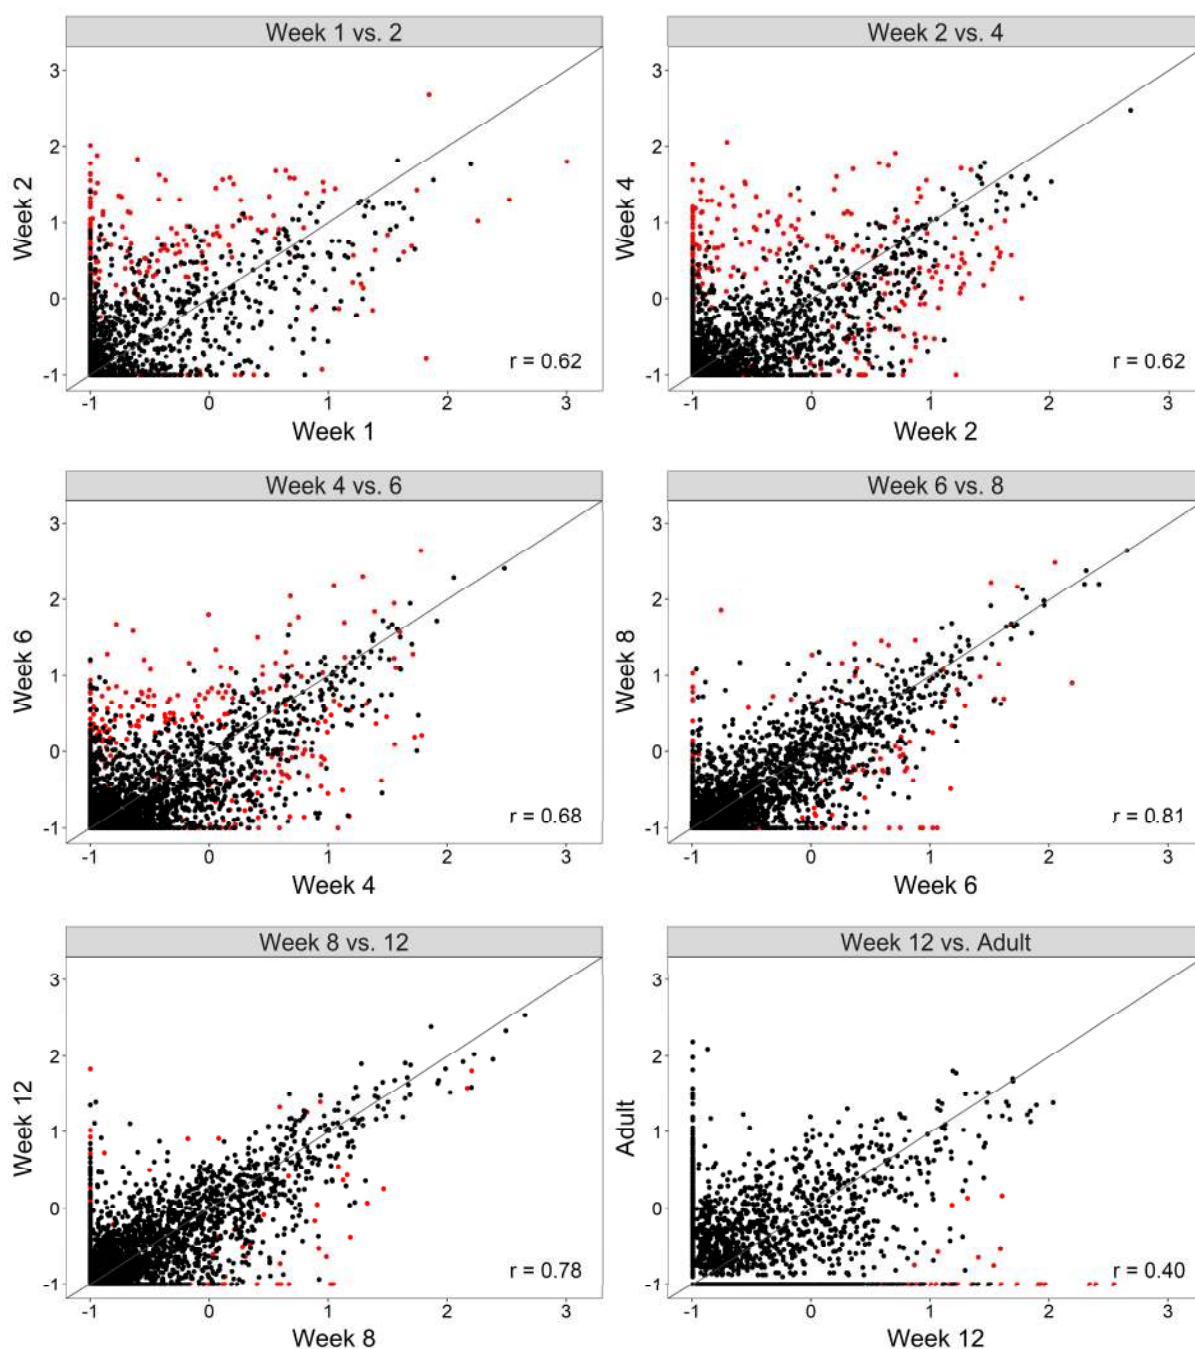 Week 1 vs. 2
Week 2 vs. 4
3
2
1
0
-1
Week 2
r = 0.62
-1 0 1 2 3
Week 1
3
2
1
0
-1
Week 4
r = 0.62
-1 0 1 2 3
Week 2
Week 4 vs. 6
Week 6 vs. 8
3
2
1
0
-1
Week 6
r = 0.68
-1 0 1 2 3
Week 4
3
2
1
0
-1
Week 8
r = 0.81
-1 0 1 2 3
Week 6
Week 8 vs. 12
Week 12 vs. Adult
3
2
1
0
-1
Week 12
r = 0.78
-1 0 1 2 3
Week 8
3
2
1
0
-1
Adult
r = 0.40
-1 0 1 2 3
Week 12